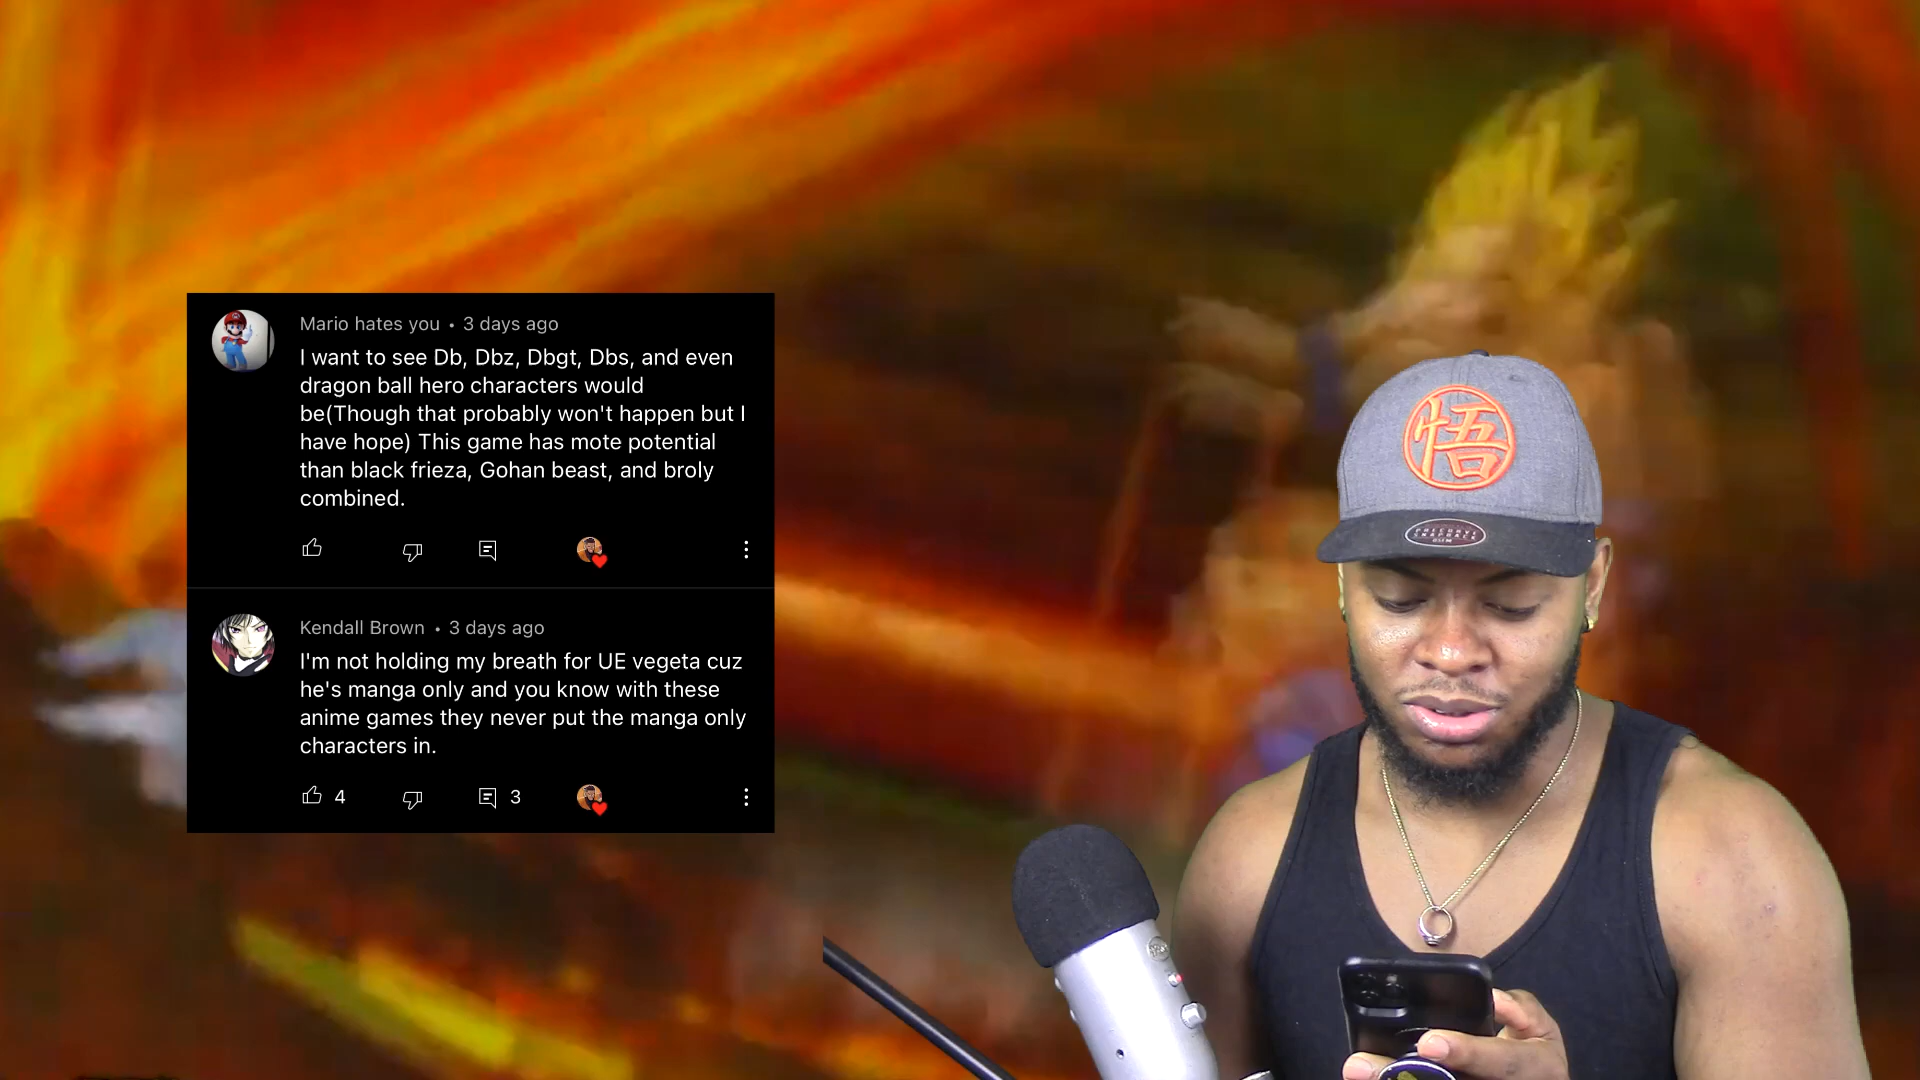 Mario hates you • 3 days ago
I want to see Db, Dbz, Dbgt, Dbs, and even
dragon ball hero characters would
be(Though that probably won't happen but I
have hope) This game has mote potential
than black frieza, Gohan beast, and broly
combined.
Kendall Brown • 3 days ago
I'm not holding my breath for UE vegeta cuz
he's manga only and you know with these
anime games they never put the manga only
characters in.
4
3
悟
PRECURVE
SNAPBACK